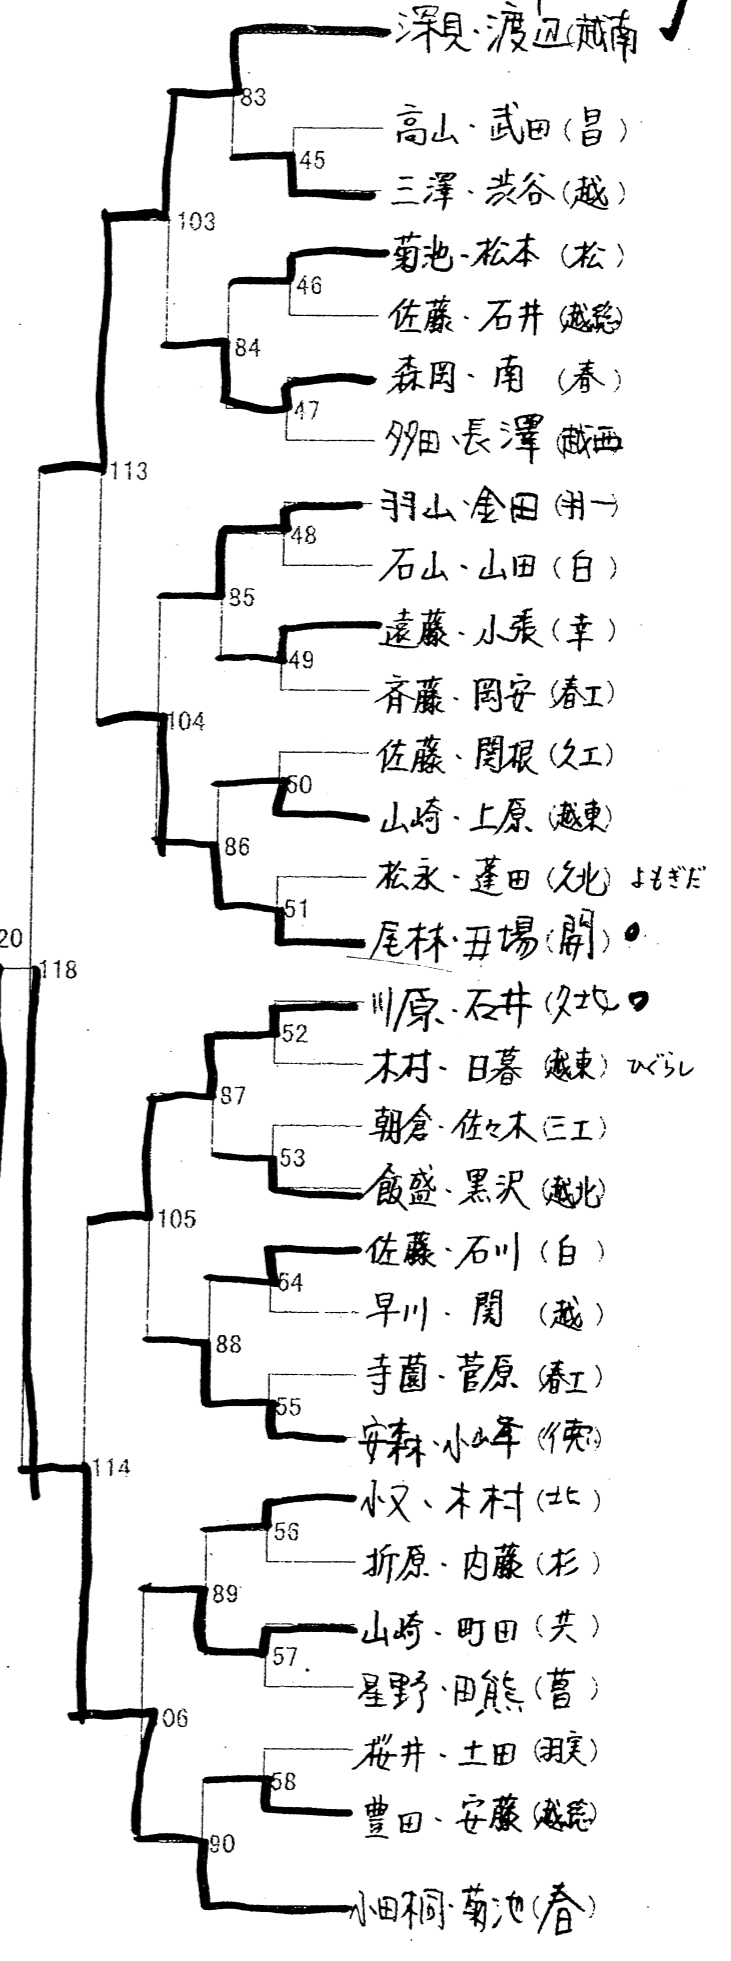 深見・渡辺(越南
83
高山・武田(昌)
45
三澤・渋谷(越)
103
菊池・松本(松)
46
佐藤・石井(越総)
84
森岡・南(春)
47
多田・長澤(越西
113
羽山・金田(羽一)
48
石山・山田(白)
85
遠藤・小張(幸)
49
斉藤・岡安(春工)
104
佐藤・関根(久工)
50
山崎・上原(越東)
86
松永・蓬田(久北) よもぎだ
51
尾林・丑場(開)
20
118
川原・石井(久北)
52
木村・日暮(越東) ひぐらし
87
朝倉・佐々木(三工)
53
飯盛・黒沢(越北)
105
佐藤・石川(白)
54
早川・関(越)
88
寺薗・菅原(春工)
55
安森・小峰
114
小又・木村(北)
56
折原・内藤(杉)
89
山崎・町田(共)
57
星野・田熊(菖)
06
桜井・土田(羽実)
58
豊田・安藤(越総)
90
小田桐・菊池(春)